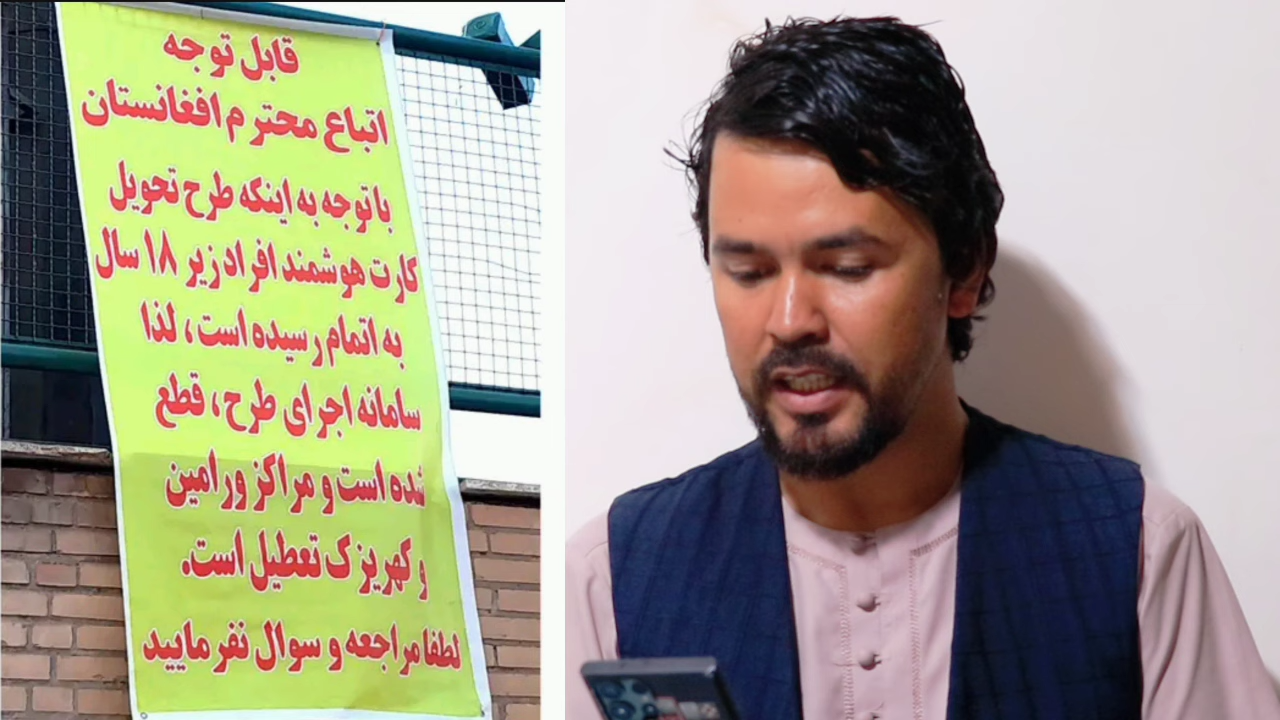 قابل توجه
اتباع محترم افغانستان
با توجه به اینکه طرح تحویل
کارت هوشمند افراد زیر ۱۸ سال
به اتمام رسیده است، لذا
سامانه اجرای طرح، قطع
شده است و مراکز ورامین
و کهریزک تعطیل است.
لطفا مراجعه و سوال نفرمایید